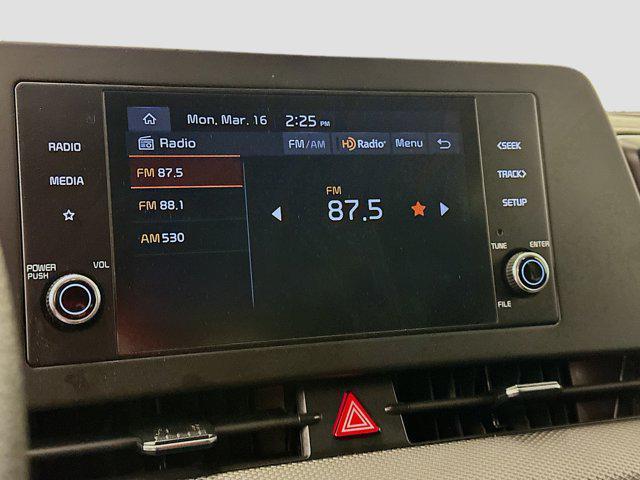 Mon, Mar. 16 2:25 PM
RADIO
MEDIA
POWER
PUSH
VOL
Radio
FM/AM HD Radio® Menu
FM 87.5
FM 88.1
AM 530
FM
87.5
<SEEK
TRACK>
SETUP
TUNE ENTER
FILE